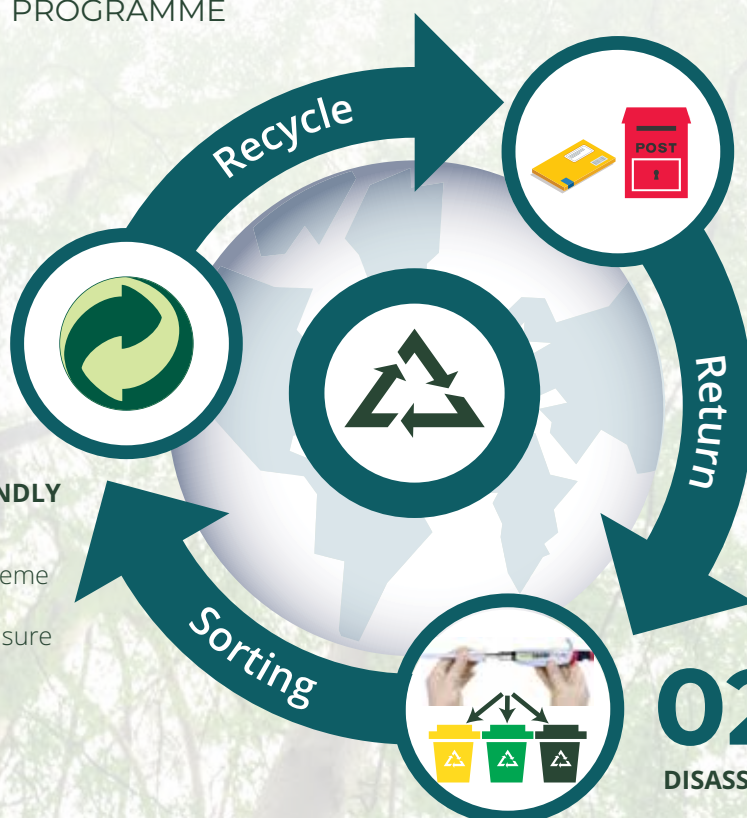 PROGRAMME
Recycle
POST
Return
NDLY
eme
sure
Sorting
02
DISASS